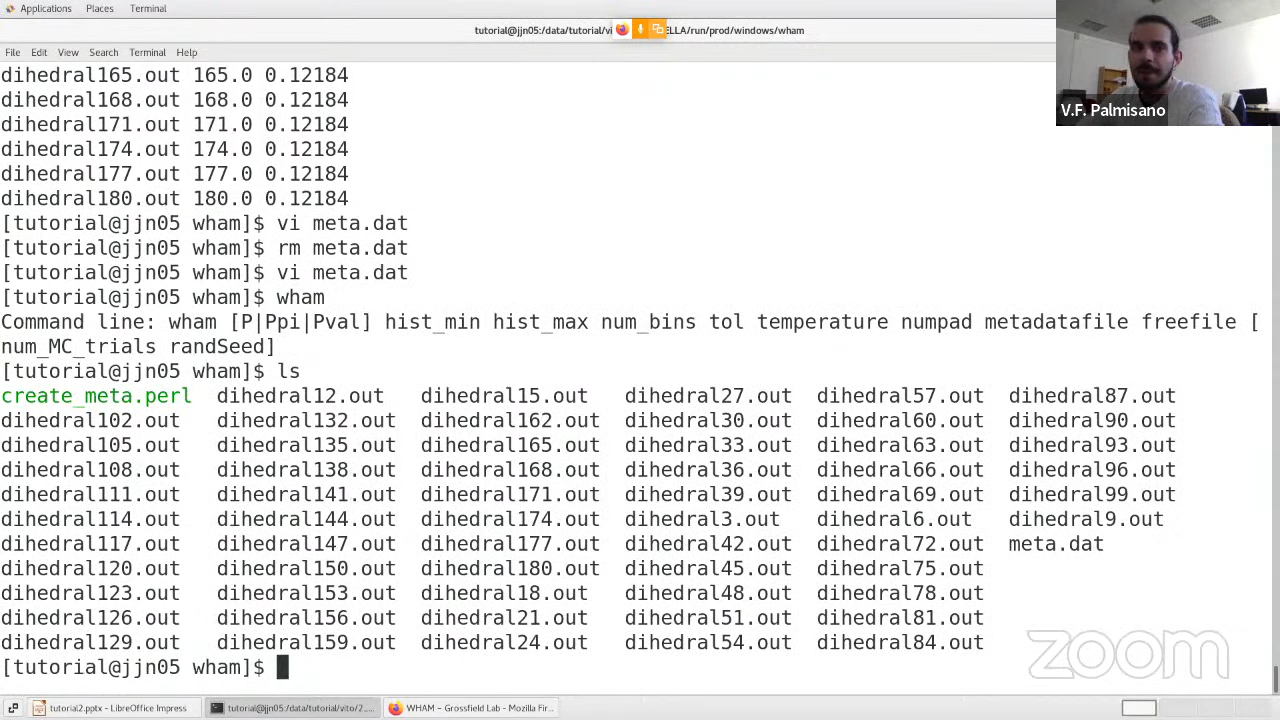 Applications Places Terminal
tutorial@jjn05:/data/tutorial/vi ELLA/run/prod/windows/wham
File Edit View Search Terminal Help
dihedral165.out 165.0 0.12184
dihedral168.out 168.0 0.12184
dihedral171.out 171.0 0.12184
dihedral174.out 174.0 0.12184
dihedral177.out 177.0 0.12184
dihedral180.out 180.0 0.12184
[tutorial@jjn05 wham]$ vi meta.dat
[tutorial@jjn05 wham]$ rm meta.dat
[tutorial@jjn05 wham]$ vi meta.dat
[tutorial@jjn05 wham]$ wham
Command line: wham [P|Ppi|Pval] hist_min hist_max num_bins tol temperature numpad metadatafile freefile [
num_MC_trials randSeed]
[tutorial@jjn05 wham]$ ls
create_meta.perl dihedral12.out dihedral15.out dihedral27.out dihedral57.out dihedral87.out
dihedral102.out dihedral132.out dihedral162.out dihedral30.out dihedral60.out dihedral90.out
dihedral105.out dihedral135.out dihedral165.out dihedral33.out dihedral63.out dihedral93.out
dihedral108.out dihedral138.out dihedral168.out dihedral36.out dihedral66.out dihedral96.out
dihedral111.out dihedral141.out dihedral171.out dihedral39.out dihedral69.out dihedral99.out
dihedral114.out dihedral144.out dihedral174.out dihedral3.out dihedral6.out dihedral9.out
dihedral117.out dihedral147.out dihedral177.out dihedral42.out dihedral72.out meta.dat
dihedral120.out dihedral150.out dihedral180.out dihedral45.out dihedral75.out
dihedral123.out dihedral153.out dihedral18.out dihedral48.out dihedral78.out
dihedral126.out dihedral156.out dihedral21.out dihedral51.out dihedral81.out
dihedral129.out dihedral159.out dihedral24.out dihedral54.out dihedral84.out
[tutorial@jjn05 wham]$
V.F. Palmisano
zoom
tutorial2.pptx - LibreOffice Impress tutorial@jjn05:/data/tutorial/vito/2.... WHAM – Grossfield Lab - Mozilla Fir...